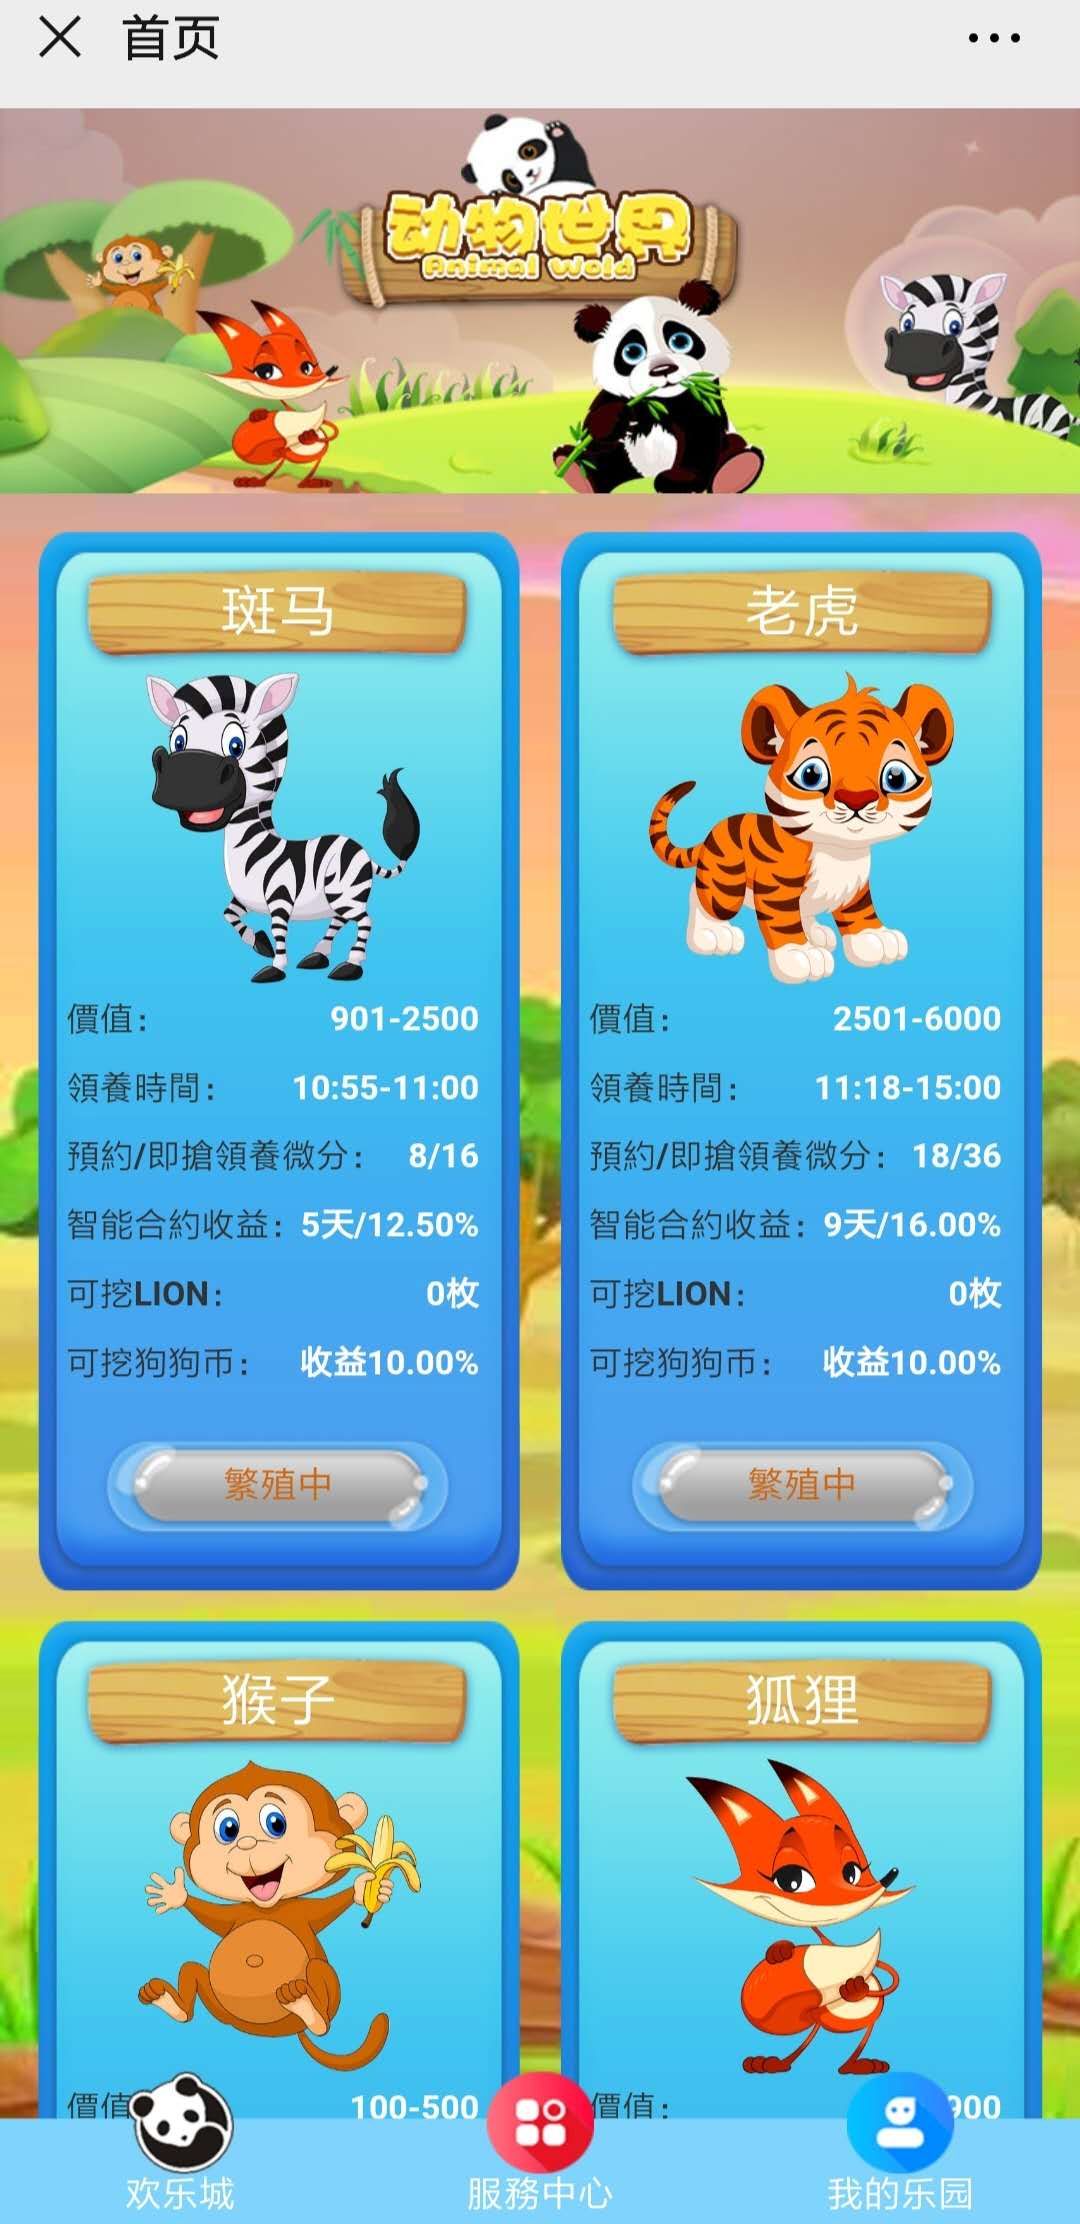 首页
动物世界
Animal Wold
斑马
價值： 901-2500
領養時間： 10:55-11:00
預約/即搶領養微分： 8/16
智能合約收益： 5天/12.50%
可挖LION： 0枚
可挖狗狗币： 收益10.00%
繁殖中
老虎
價值： 2501-6000
領養時間： 11:18-15:00
預約/即搶領養微分： 18/36
智能合約收益： 9天/16.00%
可挖LION： 0枚
可挖狗狗币： 收益10.00%
繁殖中
猴子
價值 100-500
狐狸
價值： 900
欢乐城
服務中心
我的乐园